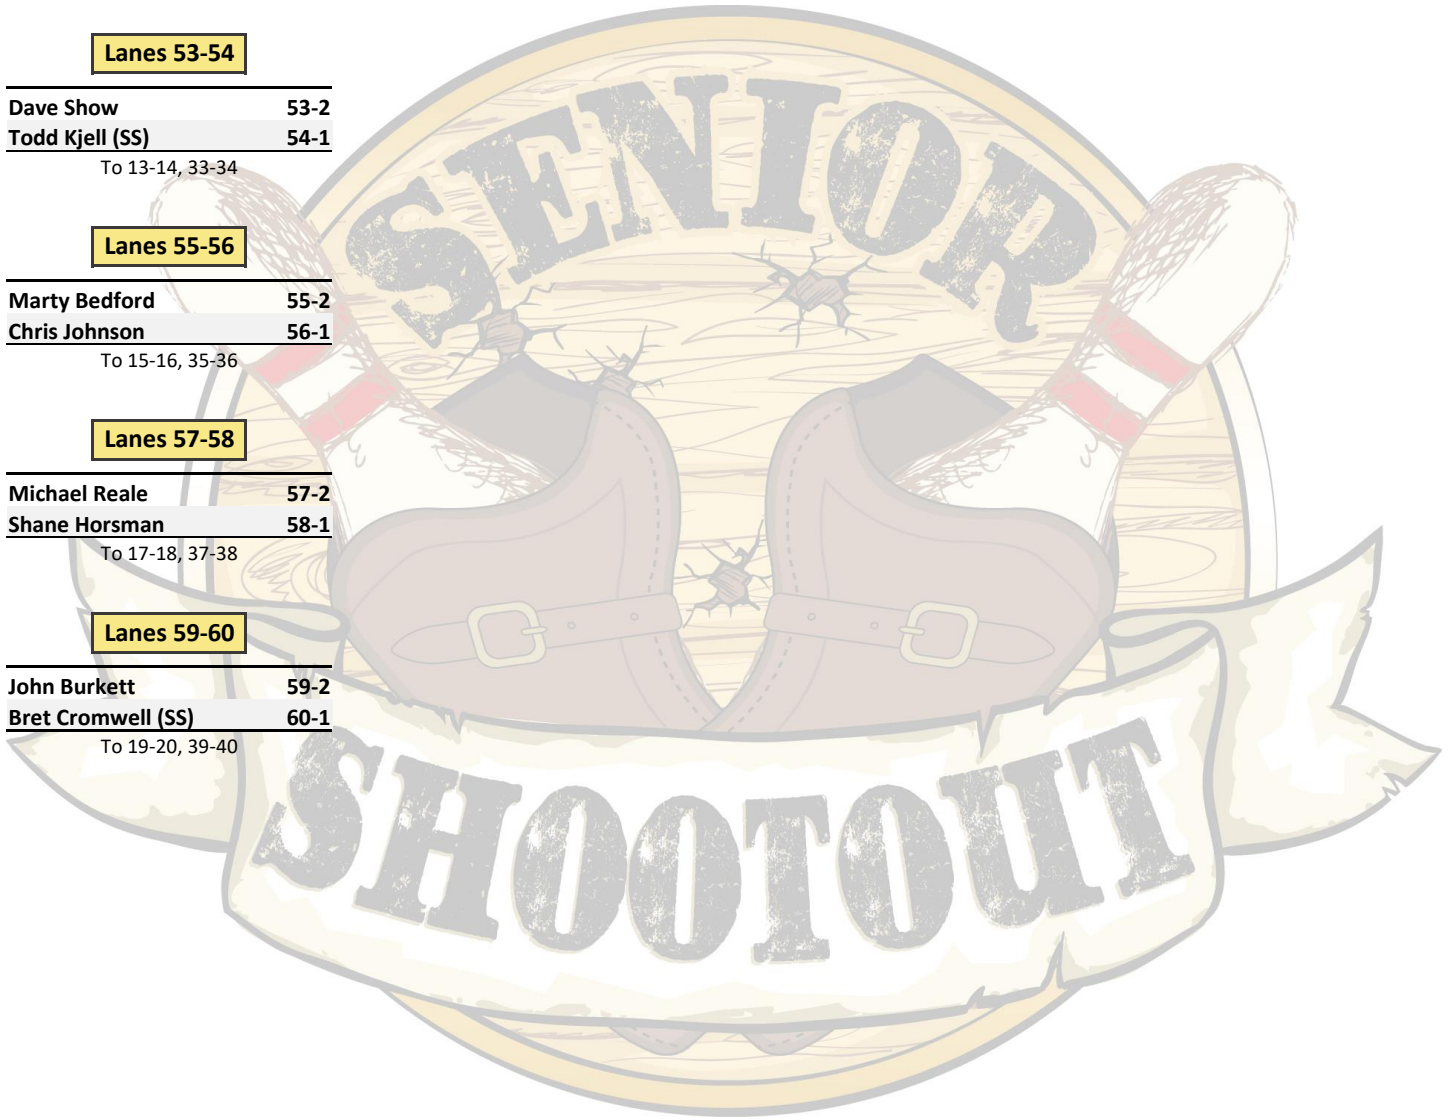 Lanes 53-54
Dave Show 53-2
Todd Kjell (SS) 54-1
To 13-14, 33-34
Lanes 55-56
Marty Bedford 55-2
Chris Johnson 56-1
To 15-16, 35-36
Lanes 57-58
Michael Reale 57-2
Shane Horsman 58-1
To 17-18, 37-38
Lanes 59-60
John Burkett 59-2
Bret Cromwell (SS) 60-1
To 19-20, 39-40
SENIOR
SHOOTOUT